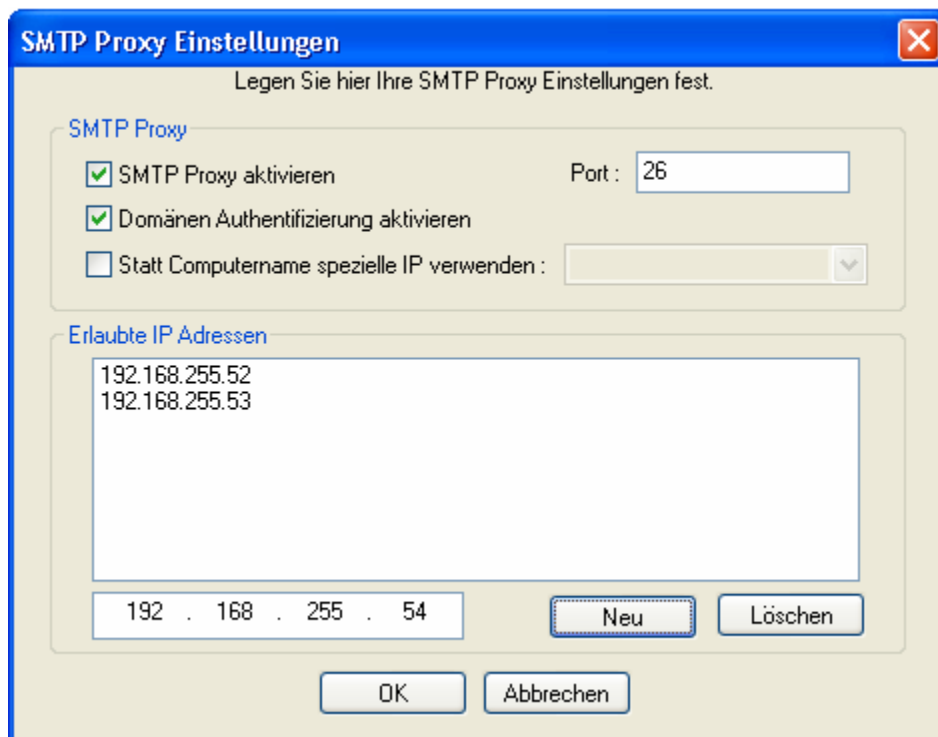 SMTP Proxy Einstellungen
Legen Sie hier Ihre SMTP Proxy Einstellungen fest.
SMTP Proxy
SMTP Proxy aktivieren Port : 26
Domänen Authentifizierung aktivieren
Statt Computername spezielle IP verwenden :
Erlaubte IP Adressen
192.168.255.52
192.168.255.53
192 . 168 . 255 . 54 Neu Löschen
OK Abbrechen